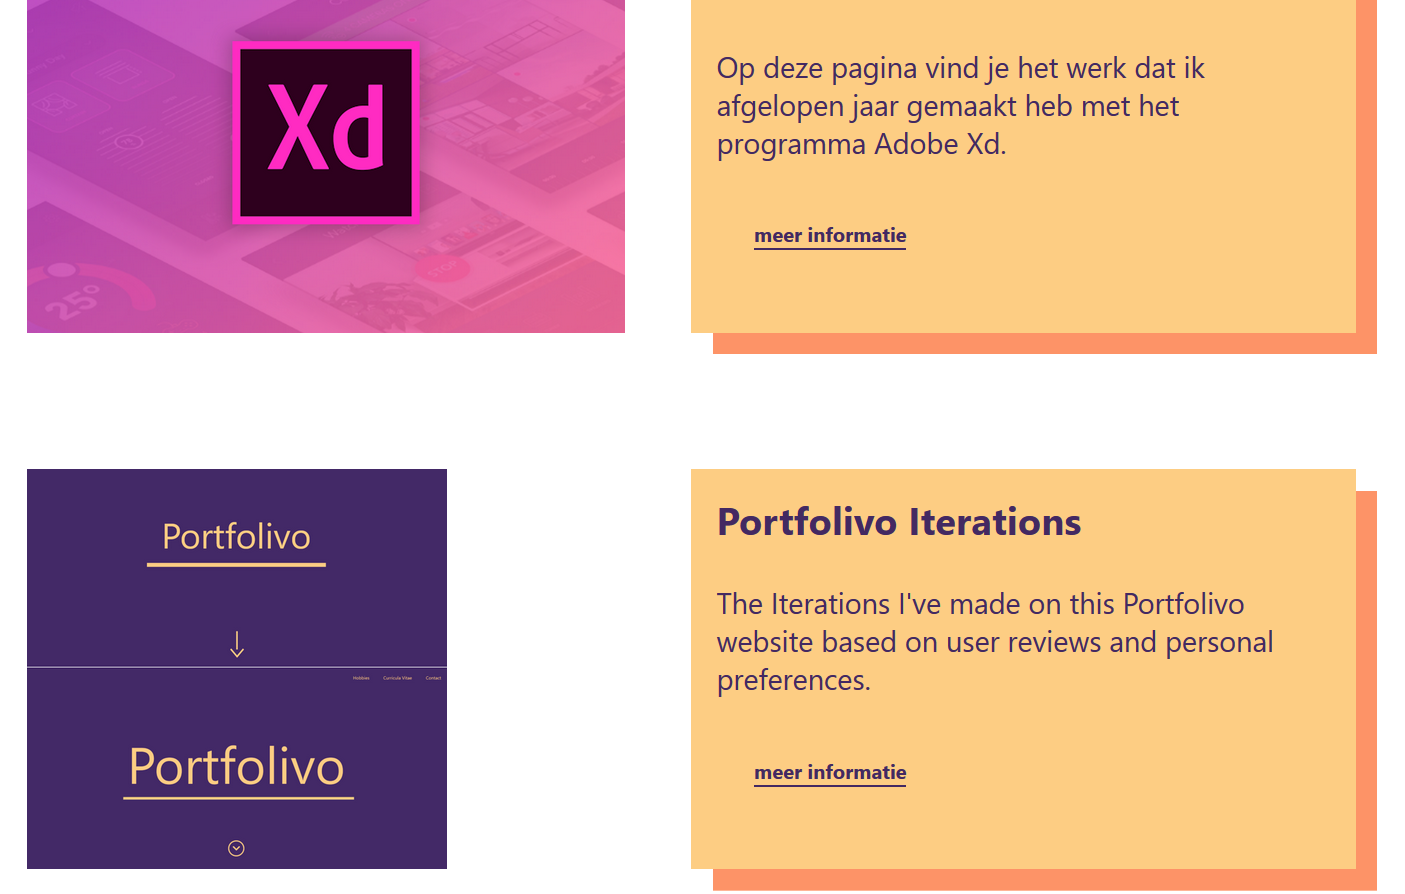 Xd
25°
STOP
Op deze pagina vind je het werk dat ik
afgelopen jaar gemaakt heb met het
programma Adobe Xd.
meer informatie
Portfolivo
Hobbies Curricula Vitae Contact
Portfolivo
Portfolivo Iterations
The Iterations I've made on this Portfolivo
website based on user reviews and personal
preferences.
meer informatie